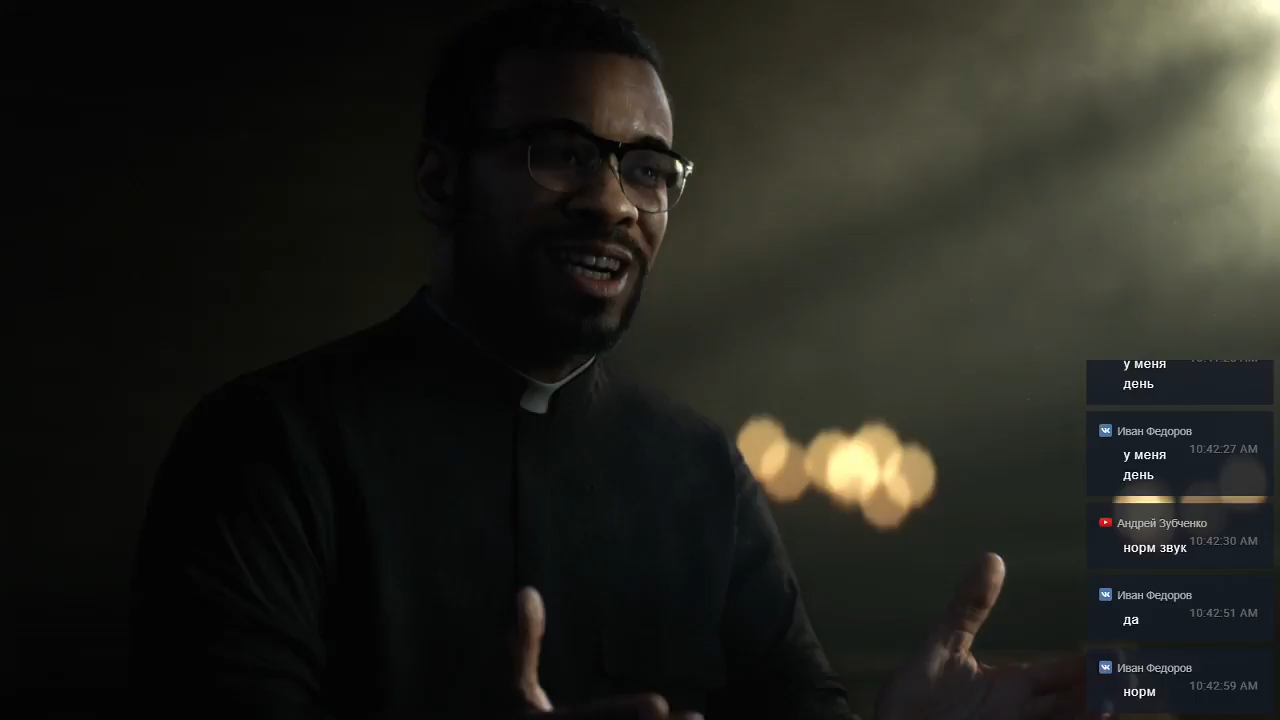 у меня
день
Иван Федоров
10:42:27 AM
у меня
день
Андрей Зубченко
10:42:30 AM
норм звук
Иван Федоров
10:42:51 AM
да
Иван Федоров
10:42:59 AM
норм